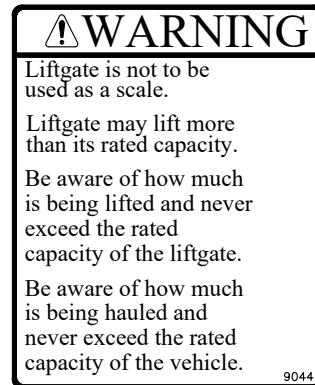 WARNING
Liftgate is not to be
used as a scale.
Liftgate may lift more
than its rated capacity.
Be aware of how much
is being lifted and never
exceed the rated
capacity of the liftgate.
Be aware of how much
is being hauled and
never exceed the rated
capacity of the vehicle.
9044